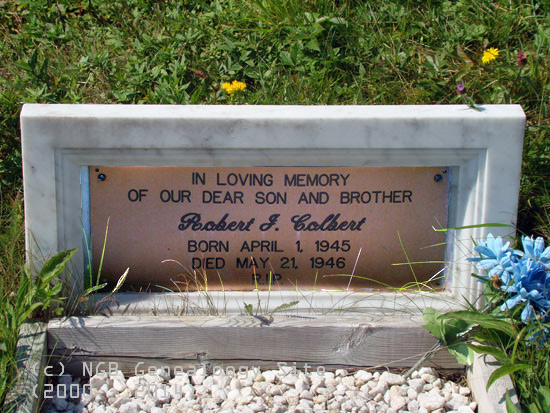 IN LOVING MEMORY
OF OUR DEAR SON AND BROTHER
Robert J. Colbert
BORN APRIL 1, 1945
DIED MAY 21, 1946
R.I.P
(c) NGB Genealogy Site